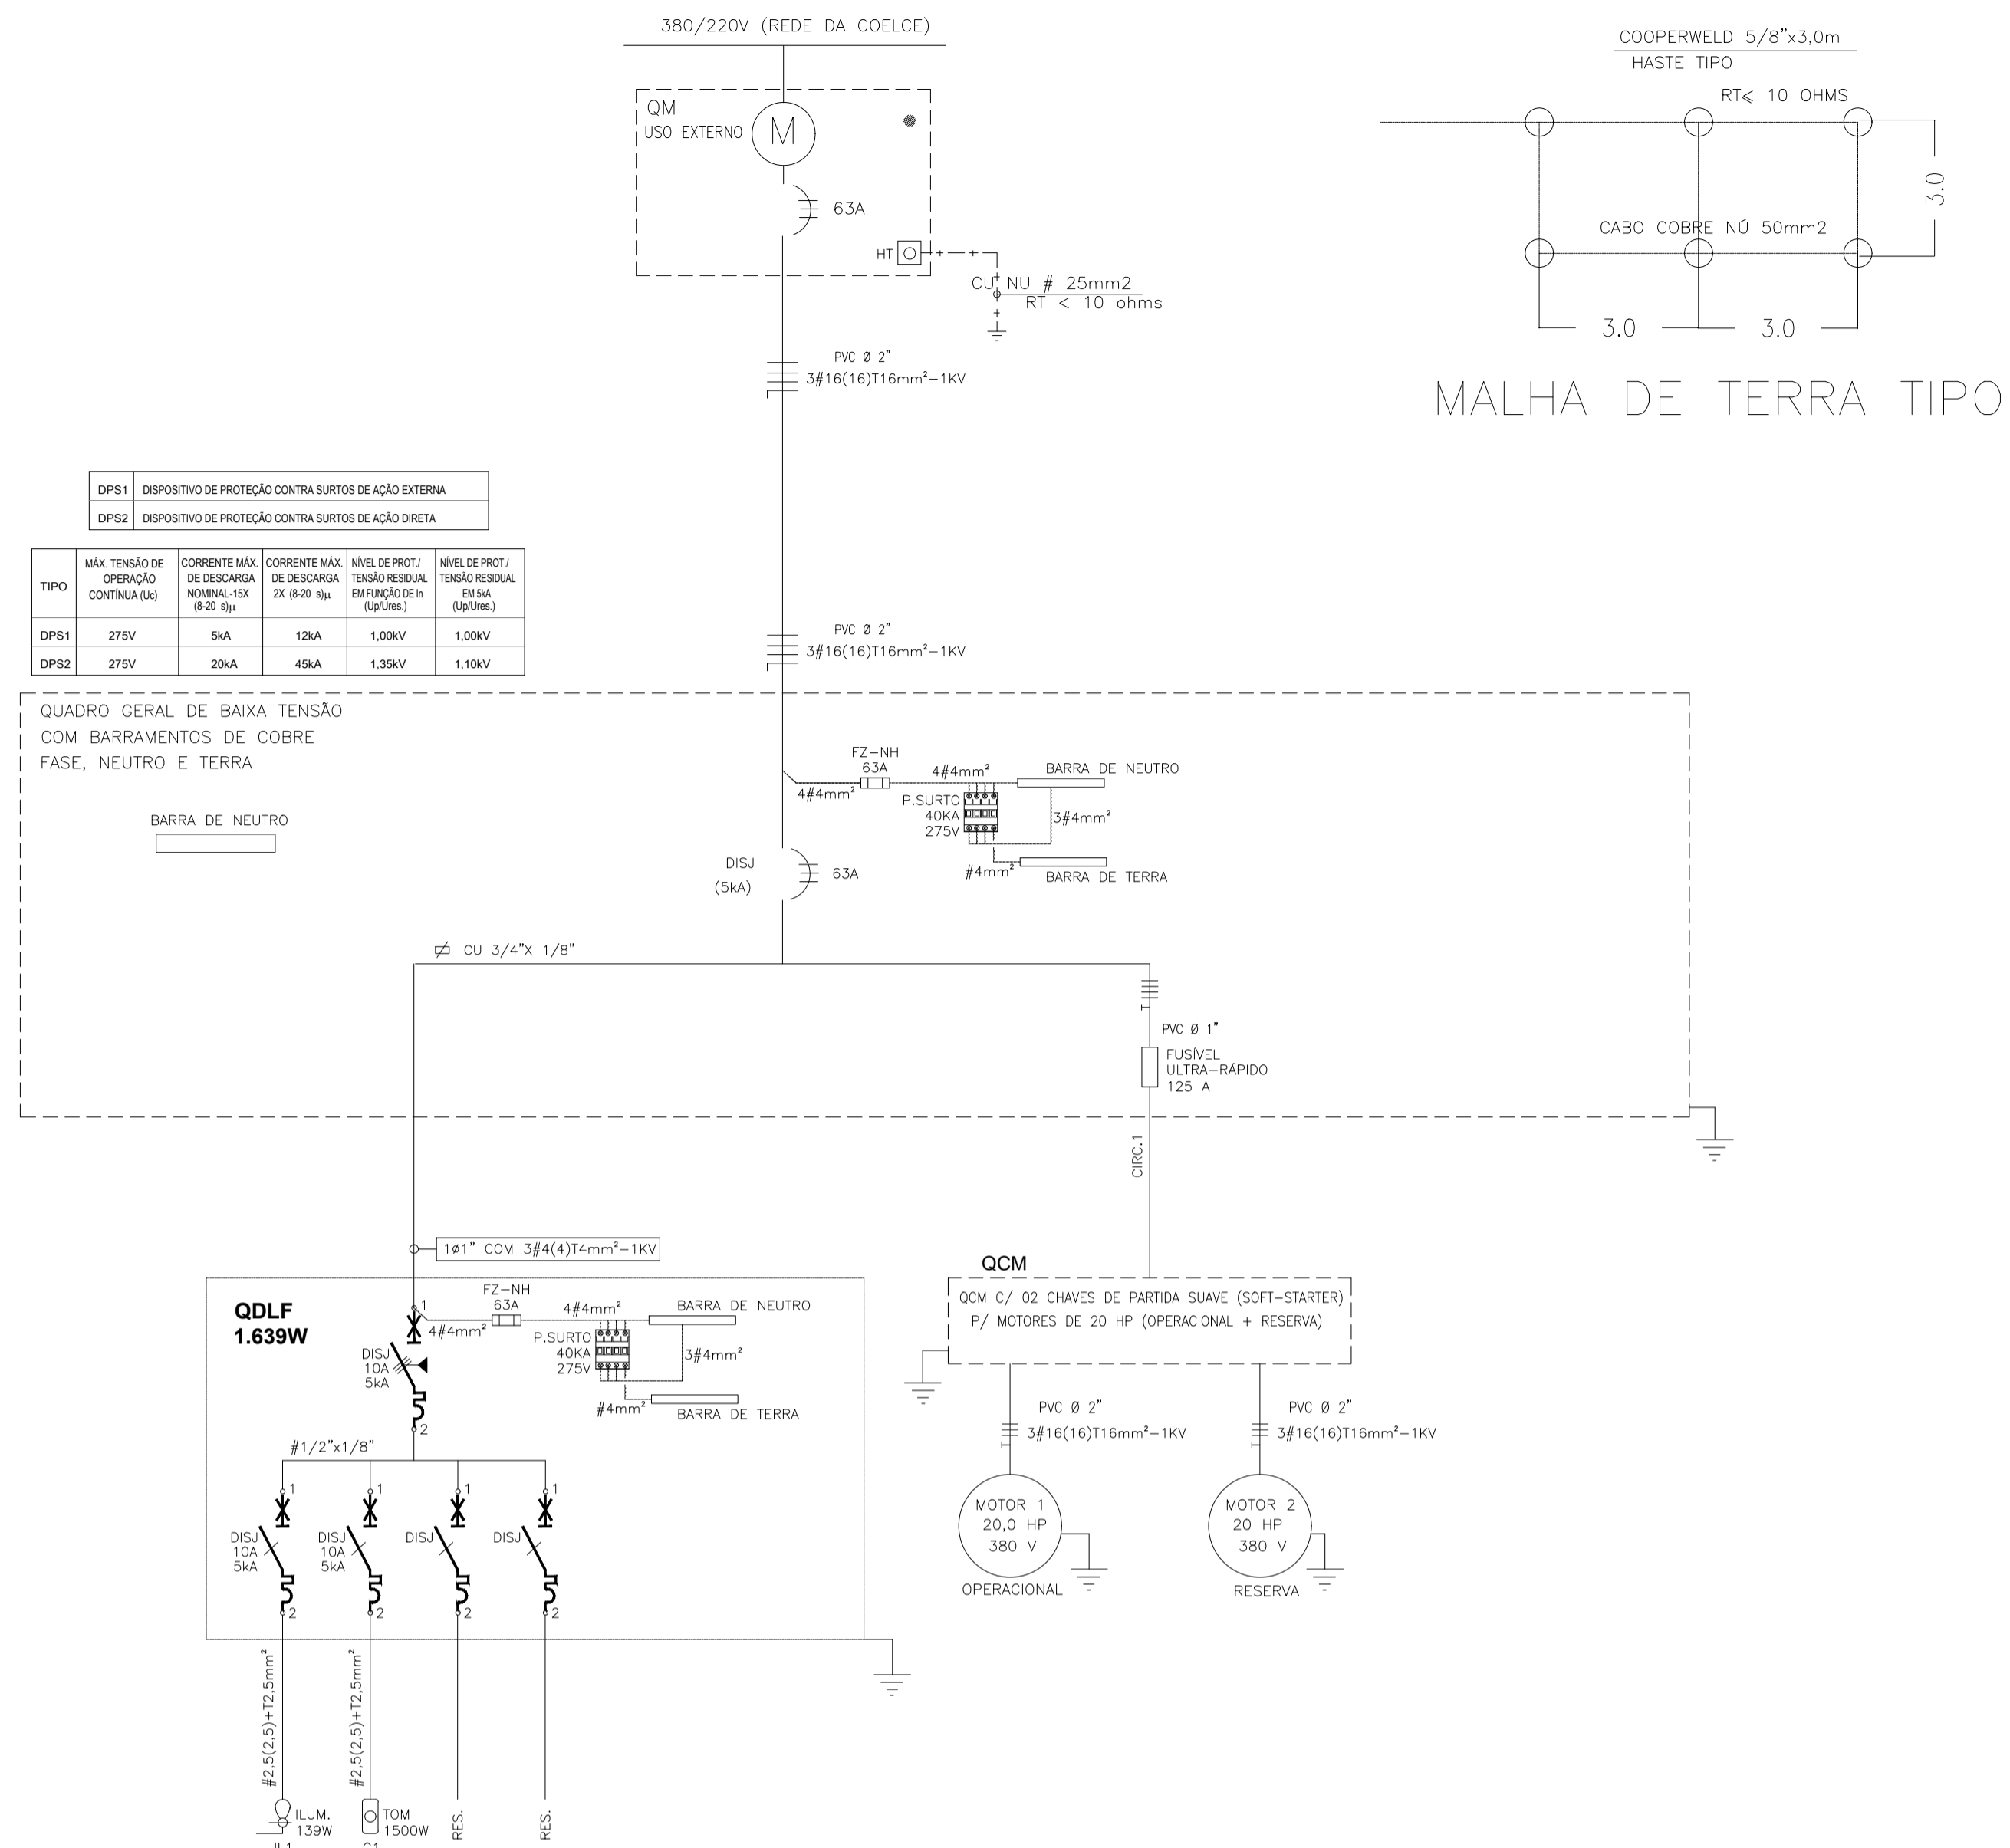 380/220V (REDE DA COELCE)
QM
USO EXTERNO
M
63A
HT
CU NU # 25mm2
RT < 10 ohms
PVC Ø 2"
3#16(16)T16mm²-1KV
COOPERWELD 5/8"x3,0m
HASTE TIPO
RT⩽ 10 OHMS
3.0
CABO COBRE NÚ 50mm2
3.0
3.0
MALHA DE TERRA TIPO
DPS1 DISPOSITIVO DE PROTEÇÃO CONTRA SURTOS DE AÇÃO EXTERNA
DPS2 DISPOSITIVO DE PROTEÇÃO CONTRA SURTOS DE AÇÃO DIRETA
TIPO
MÁX. TENSÃO DE
OPERAÇÃO
CONTÍNUA (Uc)
CORRENTE MÁX.
DE DESCARGA
NOMINAL-15X
(8-20 s)µ
CORRENTE MÁX.
DE DESCARGA
2X (8-20 s)µ
NÍVEL DE PROT./
TENSÃO RESIDUAL
EM FUNÇÃO DE In
(Up/Ures.)
NÍVEL DE PROT./
TENSÃO RESIDUAL
EM 5kA
(Up/Ures.)
DPS1 275V 5kA 12kA 1,00kV 1,00kV
DPS2 275V 20kA 45kA 1,35kV 1,10kV
PVC Ø 2"
3#16(16)T16mm²-1KV
QUADRO GERAL DE BAIXA TENSÃO
COM BARRAMENTOS DE COBRE
FASE, NEUTRO E TERRA
BARRA DE NEUTRO
FZ-NH
63A
4#4mm²
4#4mm²
BARRA DE NEUTRO
P.SURTO
40KA
275V
3#4mm²
#4mm²
BARRA DE TERRA
DISJ
(5kA)
63A
CU 3/4"X 1/8"
PVC Ø 1"
FUSÍVEL
ULTRA-RÁPIDO
125 A
CIRC.1
1ø1" COM 3#4(4)T4mm²-1KV
QDLF
1.639W
1
FZ-NH
63A
4#4mm²
4#4mm²
BARRA DE NEUTRO
P.SURTO
40KA
275V
3#4mm²
#4mm²
BARRA DE TERRA
DISJ
10A
5kA
2
#1/2"x1/8"
1
DISJ
10A
5kA
2
1
DISJ
10A
5kA
2
1
DISJ
2
1
DISJ
2
#2,5(2,5)+T2,5mm²
#2,5(2,5)+T2,5mm²
ILUM.
139W
TOM
1500W
RES.
RES.
QCM
QCM C/ 02 CHAVES DE PARTIDA SUAVE (SOFT-STARTER)
P/ MOTORES DE 20 HP (OPERACIONAL + RESERVA)
PVC Ø 2"
3#16(16)T16mm²-1KV
PVC Ø 2"
3#16(16)T16mm²-1KV
MOTOR 1
20,0 HP
380 V
OPERACIONAL
MOTOR 2
20 HP
380 V
RESERVA